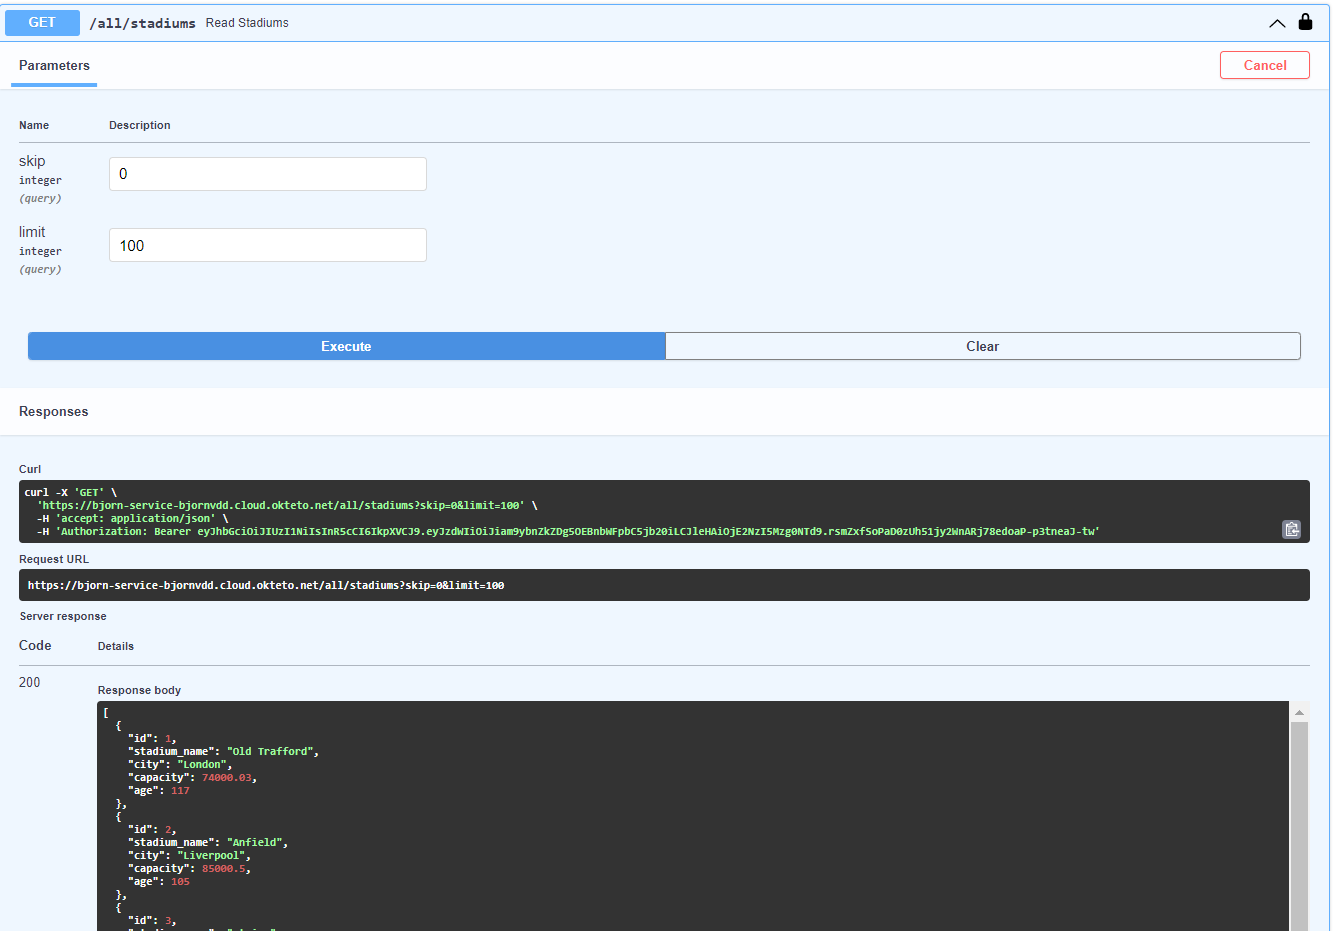 GET /all/stadiums Read Stadiums
Parameters
Cancel
Name Description
skip
integer
(query)
0
limit
integer
(query)
100
Execute Clear
Responses
Curl
curl -X 'GET' \
'https://bjorn-service-bjornvdd.cloud.okteto.net/all/stadiums?skip=0&limit=100' \
-H 'accept: application/json' \
-H 'Authorization: Bearer eyJhbGciOiJIUzI1NiIsInR5cCI6IkpXVCJ9.eyJzdWIiOiJiam9ybnZkZDg5OEBnbWFpbC5jb20iLCJleHAiOjE2NzI5Mzg0NTd9.rsmZxfSoPaD0zUh51jy2WnARj78edoaP-p3tneaJ-tw'
Request URL
https://bjorn-service-bjornvdd.cloud.okteto.net/all/stadiums?skip=0&limit=100
Server response
Code Details
200
Response body
[
{
"id": 1,
"stadium_name": "Old Trafford",
"city": "London",
"capacity": 74000.03,
"age": 117
},
{
"id": 2,
"stadium_name": "Anfield",
"city": "Liverpool",
"capacity": 85000.5,
"age": 105
},
{
"id": 3,